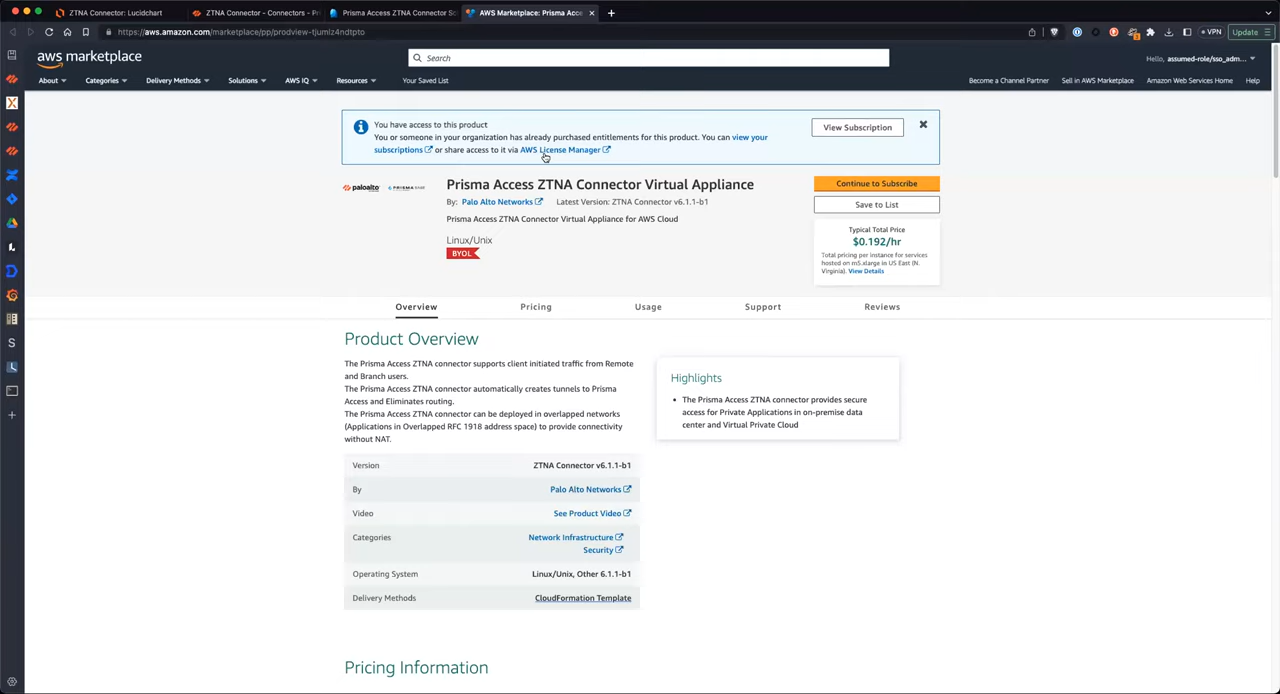 ZTNA Connector: Lucidchart
ZTNA Connector - Connectors - Pr
Prisma Access ZTNA Connector Sc
AWS Marketplace: Prisma Acce
https://aws.amazon.com/marketplace/pp/prodview-tjumiz4ndtpto
VPN
Update
aws marketplace
Search
Hello, assumed-role/sso_adm...
About
Categories
Delivery Methods
Solutions
AWS IQ
Resources
Your Saved List
Become a Channel Partner
Sell in AWS Marketplace
Amazon Web Services Home
Help
You have access to this product
You or someone in your organization has already purchased entitlements for this product. You can view your
subscriptions or share access to it via AWS License Manager
View Subscription
paloalto
PRISMA
Prisma Access ZTNA Connector Virtual Appliance
By: Palo Alto Networks
Latest Version: ZTNA Connector v6.1.1-b1
Prisma Access ZTNA Connector Virtual Appliance for AWS Cloud
Linux/Unix
BYOL
Continue to Subscribe
Save to List
Typical Total Price
$0.192/hr
Total pricing per instance for services
hosted on m5.xlarge in US East (N.
Virginia). View Details
Overview
Pricing
Usage
Support
Reviews
Product Overview
The Prisma Access ZTNA connector supports client initiated traffic from Remote
and Branch users.
The Prisma Access ZTNA connector automatically creates tunnels to Prisma
Access and Eliminates routing.
The Prisma Access ZTNA connector can be deployed in overlapped networks
(Applications in Overlapped RFC 1918 address space) to provide connectivity
without NAT.
Highlights
• The Prisma Access ZTNA connector provides secure
access for Private Applications in on-premise data
center and Virtual Private Cloud
Version
ZTNA Connector v6.1.1-b1
By
Palo Alto Networks
Video
See Product Video
Categories
Network Infrastructure
Security
Operating System
Linux/Unix, Other 6.1.1-b1
Delivery Methods
CloudFormation Template
Pricing Information